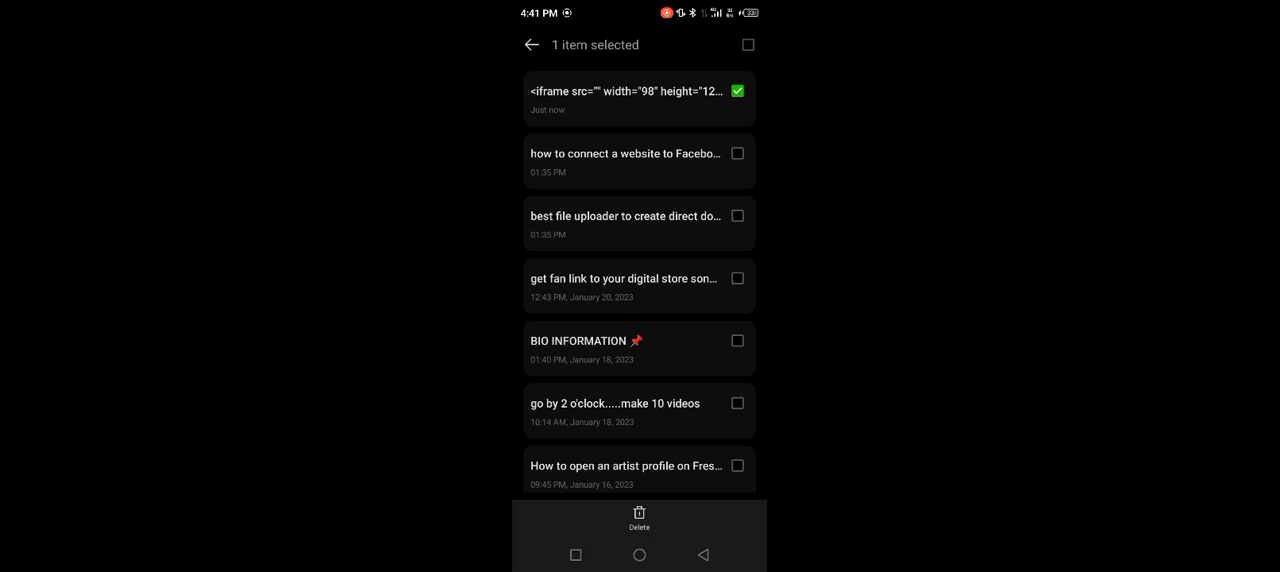 4:41 PM
1 item selected
<iframe src="" width="98" height="12...
Just now
how to connect a website to Facebo...
01:35 PM
best file uploader to create direct do...
01:35 PM
get fan link to your digital store son...
12:43 PM, January 20, 2023
BIO INFORMATION 📌
01:40 PM, January 18, 2023
go by 2 o'clock.....make 10 videos
10:14 AM, January 18, 2023
How to open an artist profile on Fres...
09:45 PM, January 16, 2023
Delete